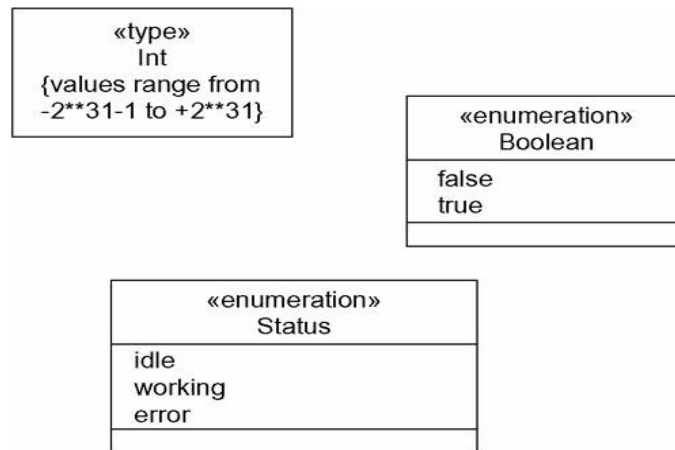 «type»
Int
{values range from
-2**31-1 to +2**31}
«enumeration»
Boolean
false
true
«enumeration»
Status
idle
working
error